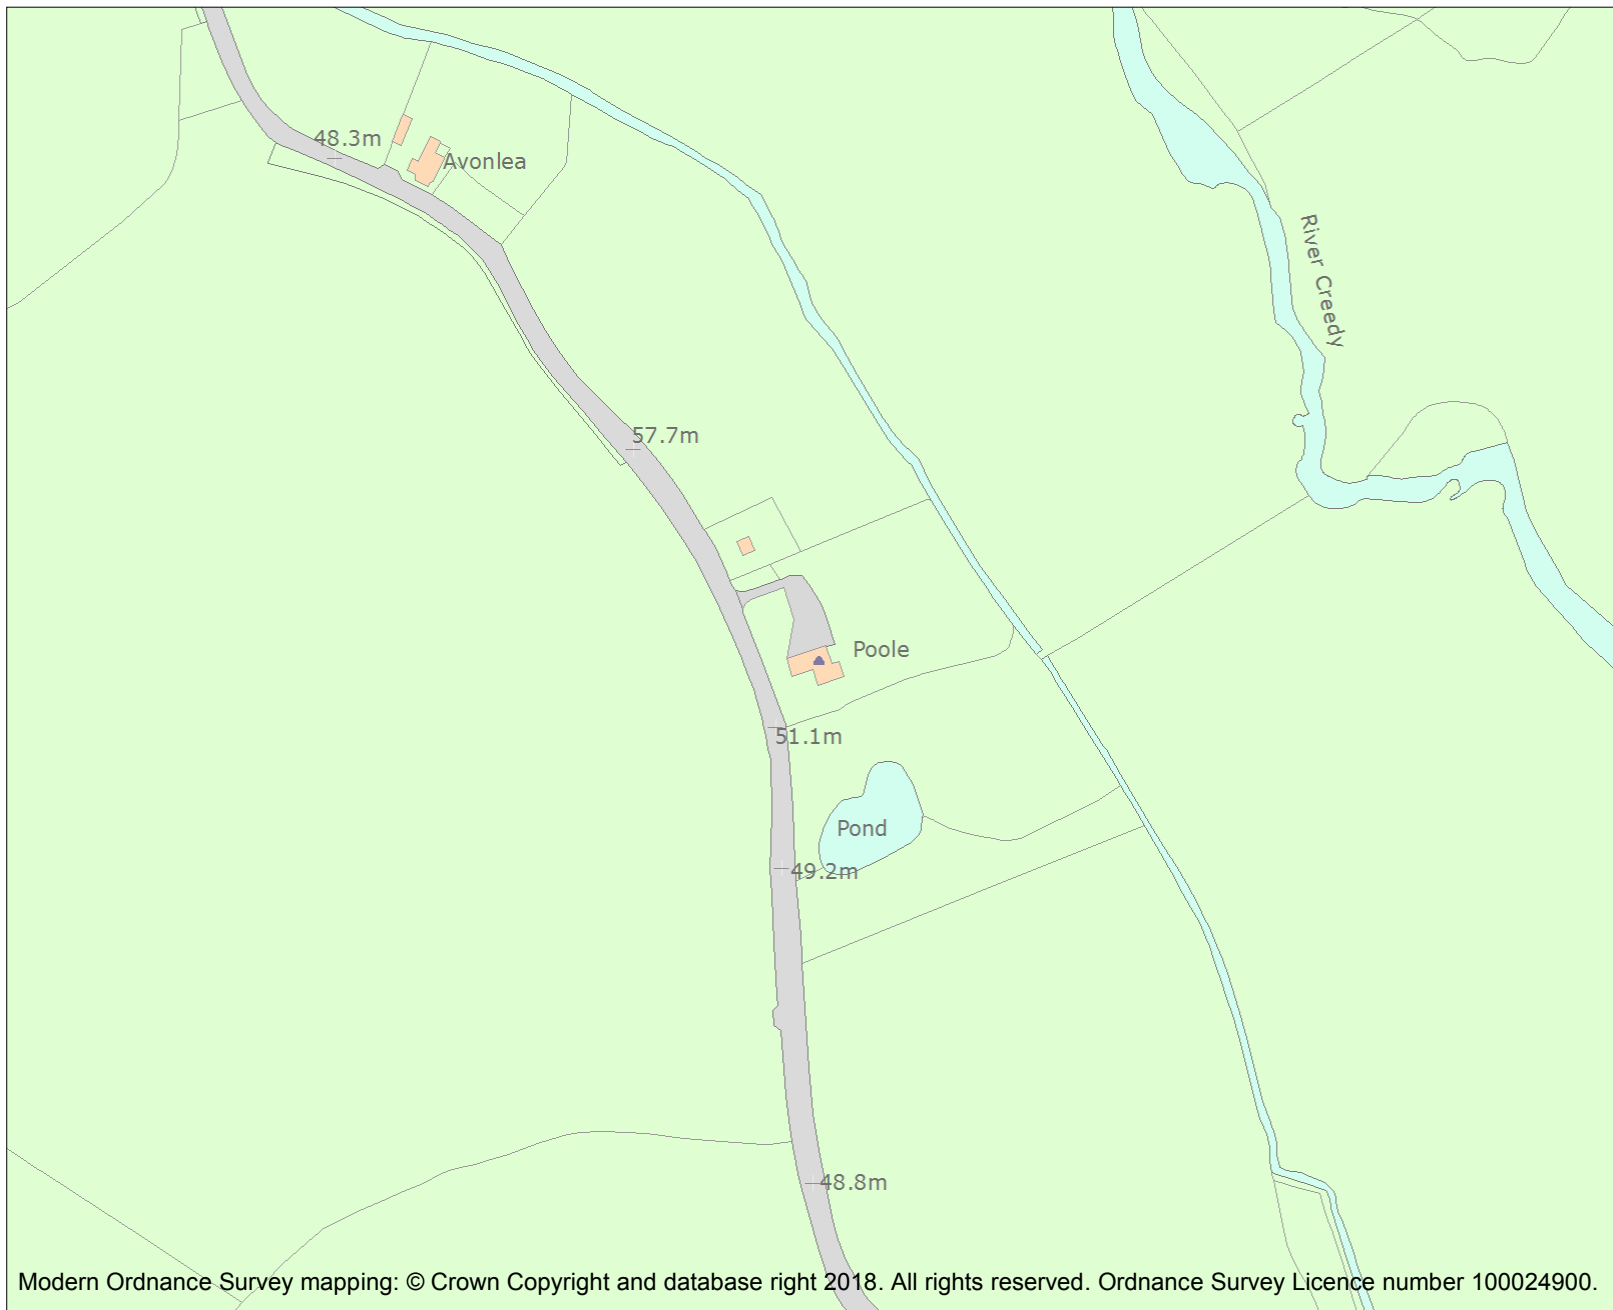 48.3m
Avonlea
River Creedy
57.7m
Poole
51.1m
Pond
49.2m
48.8m
Modern Ordnance Survey mapping: © Crown Copyright and database right 2018. All rights reserved. Ordnance Survey Licence number 100024900.